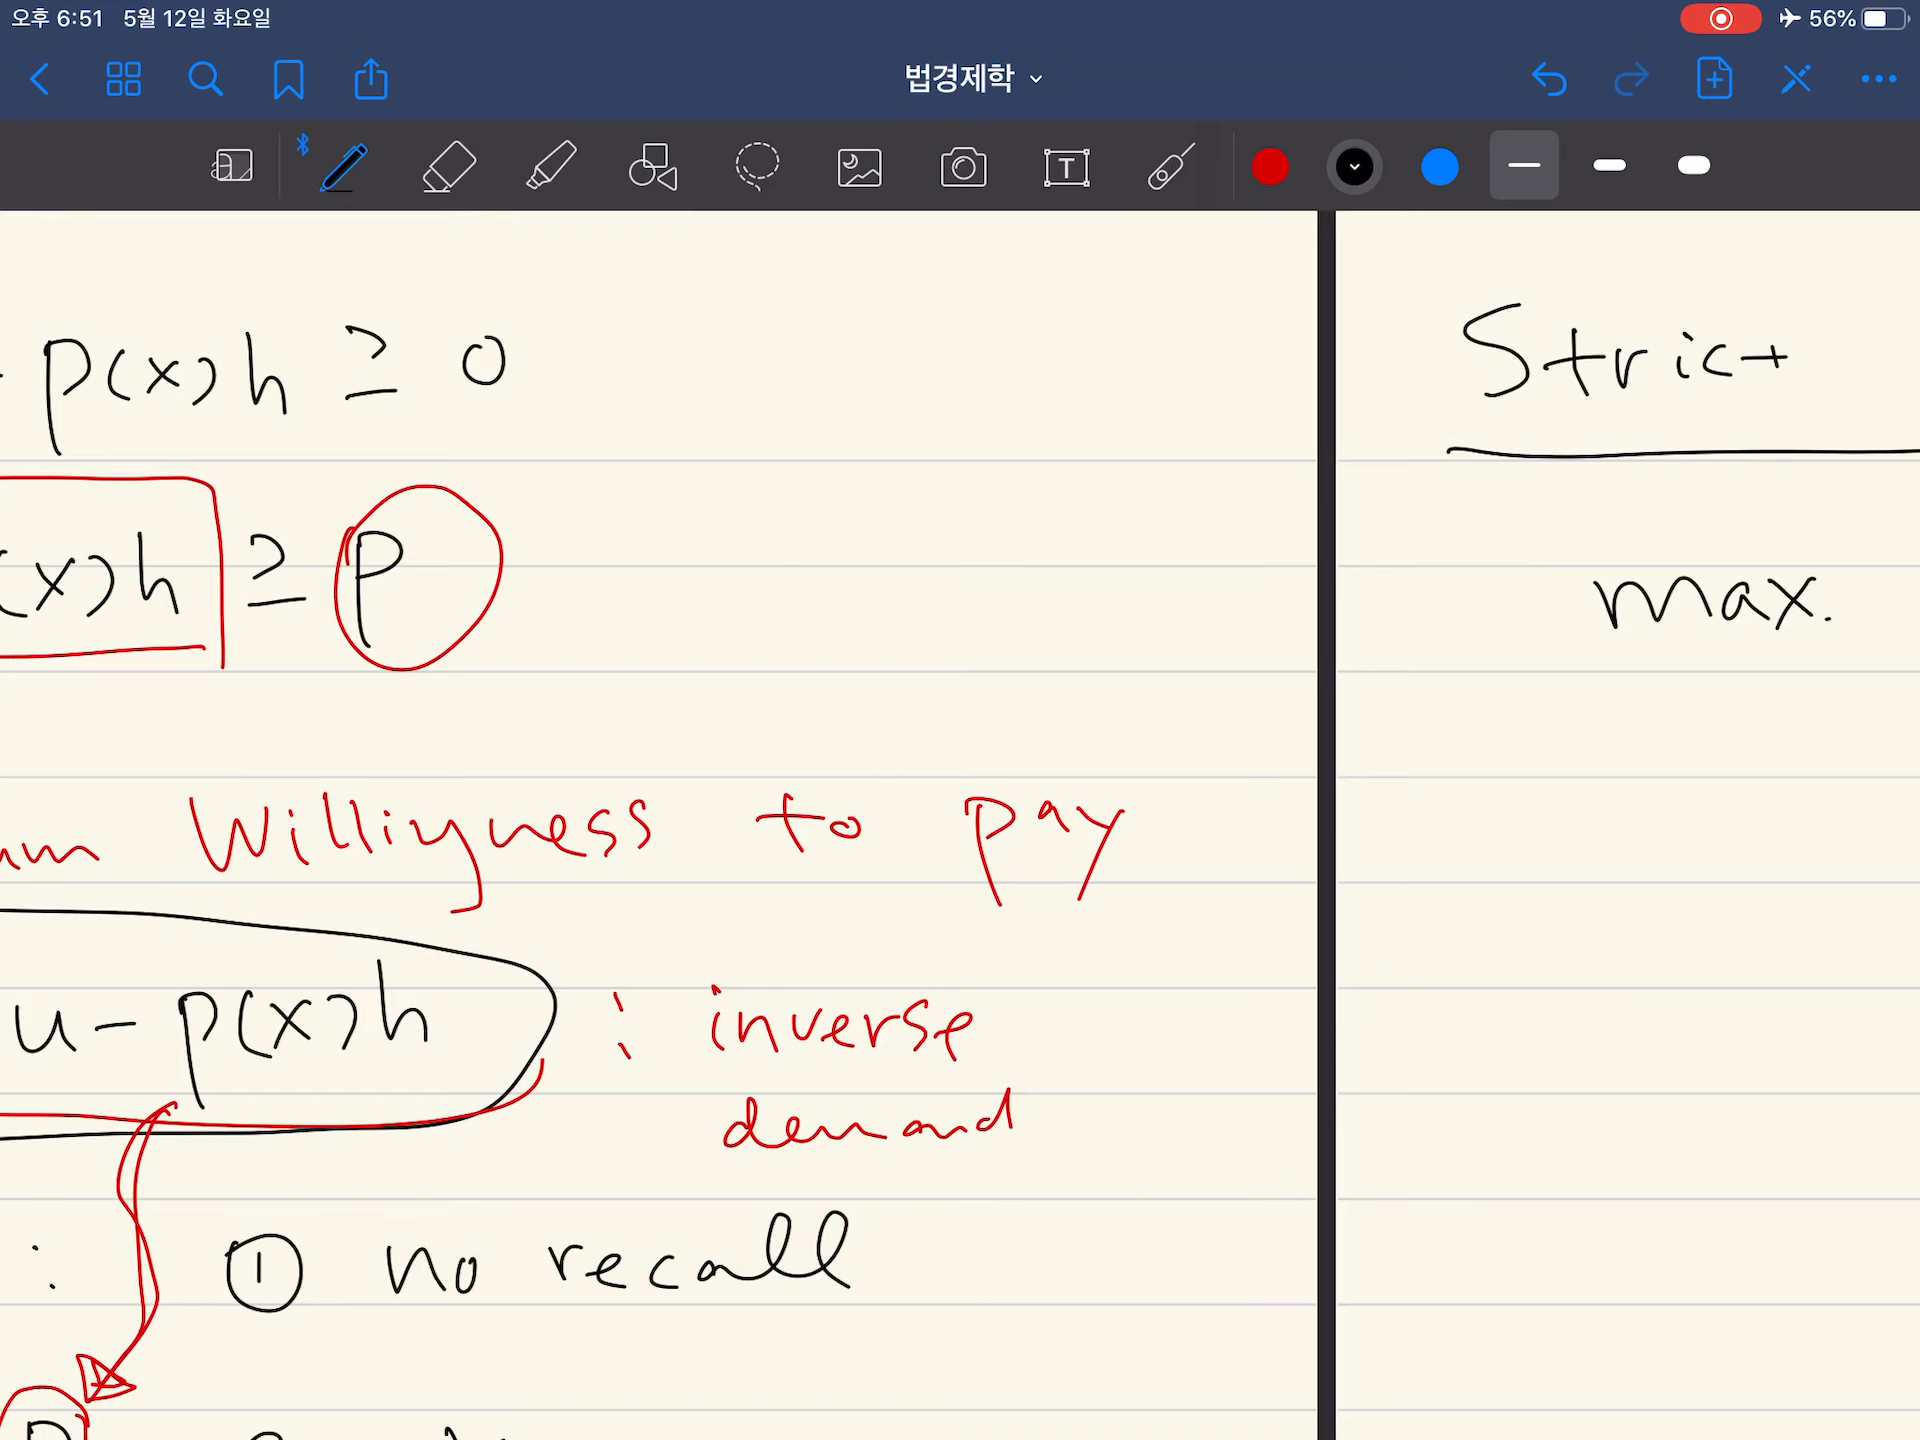 오후 6:51 5월 12일 화요일
56%
법경제학
T
p(x)h ≥ 0
(x)h ≥ P
Willingness to pay
u - p(x)h : inverse
demand
: ① no recall
Strict
max.